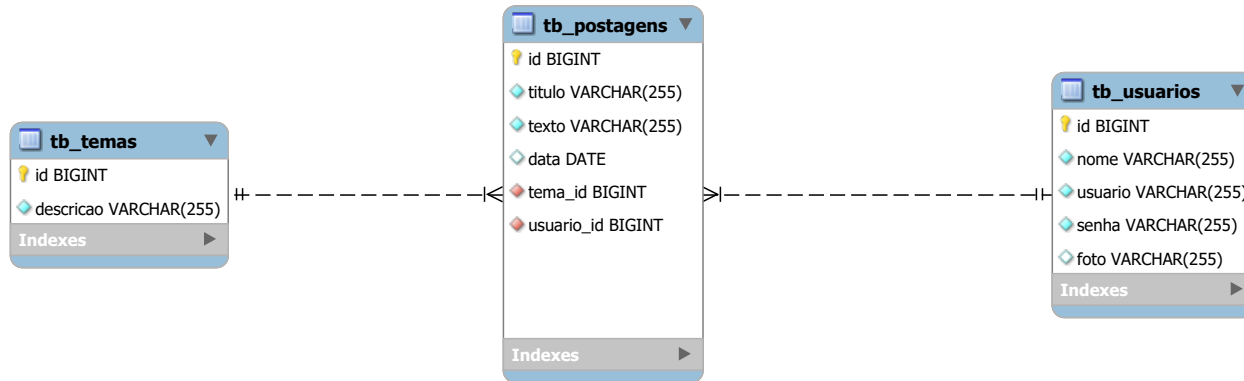 tb_temas
id BIGINT
descricao VARCHAR(255)
Indexes
tb_postagens
id BIGINT
titulo VARCHAR(255)
texto VARCHAR(255)
data DATE
tema_id BIGINT
usuario_id BIGINT
Indexes
tb_usuarios
id BIGINT
nome VARCHAR(255)
usuario VARCHAR(255)
senha VARCHAR(255)
foto VARCHAR(255)
Indexes